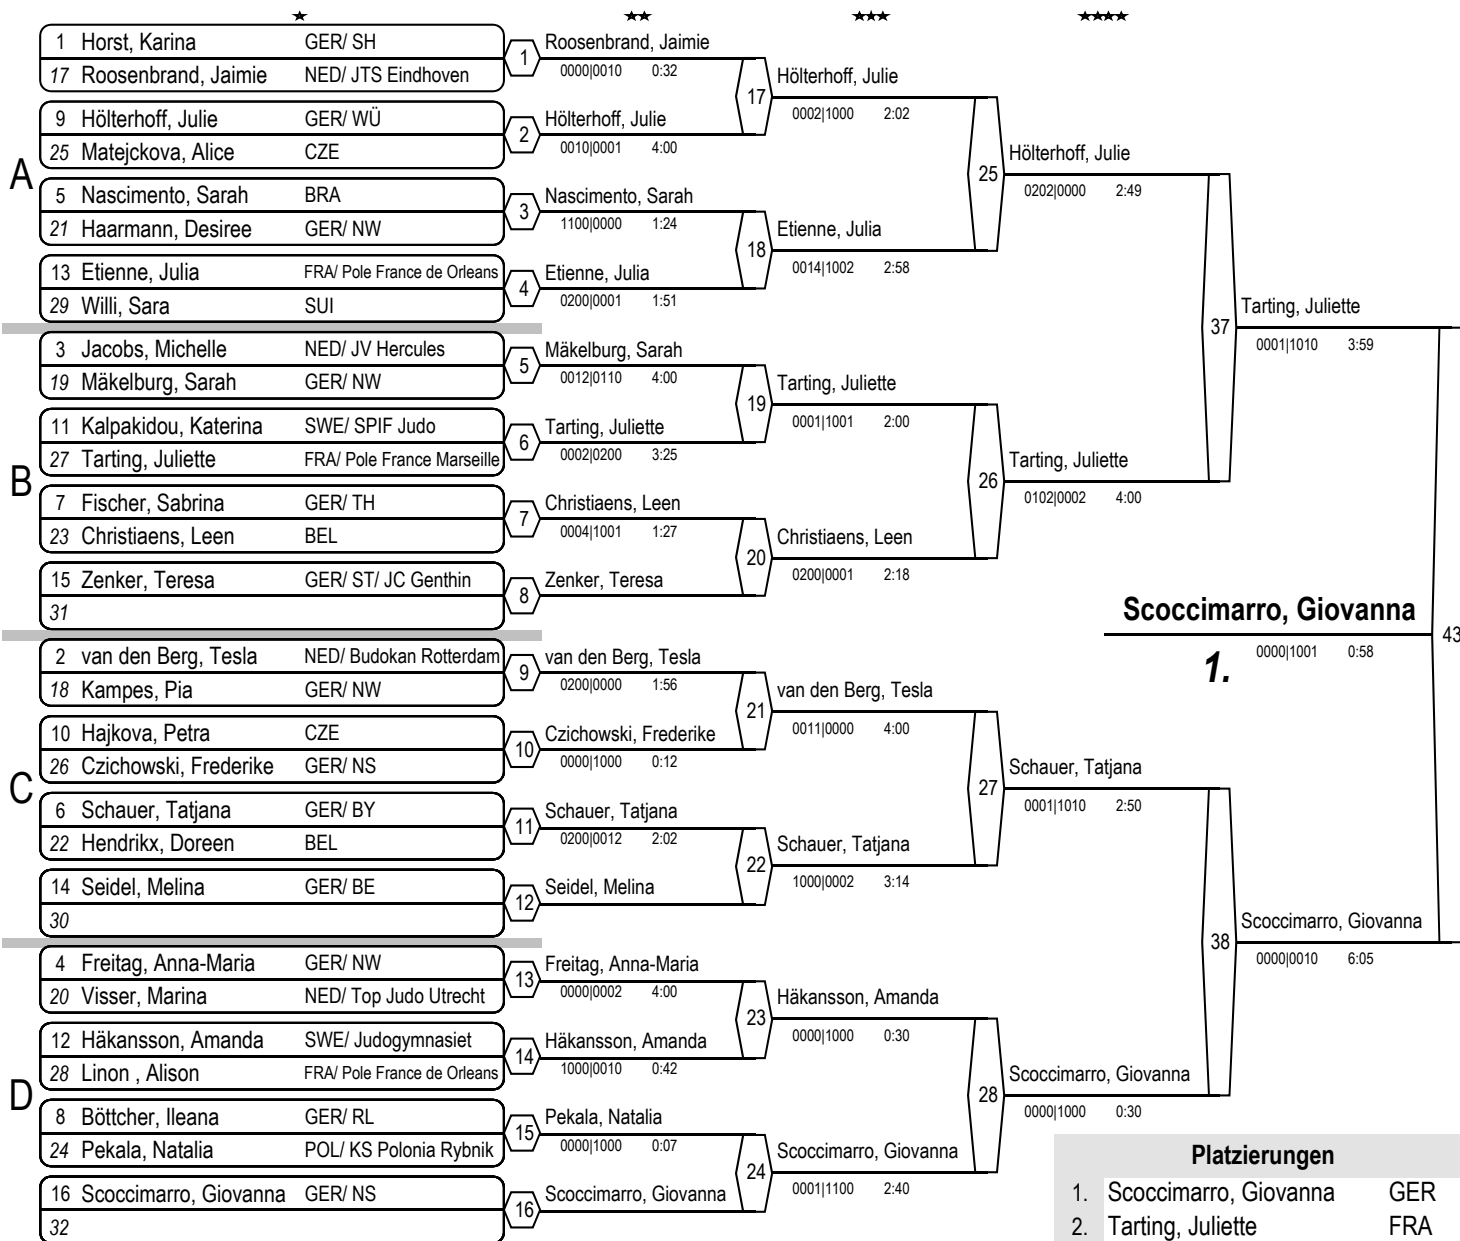 1 Horst, Karina GER/ SH
17 Roosenbrand, Jaimie NED/ JTS Eindhoven
9 Hölterhoff, Julie GER/ WÜ
25 Matejckova, Alice CZE
A
5 Nascimento, Sarah BRA
21 Haarmann, Desiree GER/ NW
13 Etienne, Julia FRA/ Pole France de Orleans
29 Willi, Sara SUI
3 Jacobs, Michelle NED/ JV Hercules
19 Mäkelburg, Sarah GER/ NW
11 Kalpakidou, Katerina SWE/ SPIF Judo
27 Tarting, Juliette FRA/ Pole France Marseille
B
7 Fischer, Sabrina GER/ TH
23 Christiaens, Leen BEL
15 Zenker, Teresa GER/ ST/ JC Genthin
31
2 van den Berg, Tesla NED/ Budokan Rotterdam
18 Kampes, Pia GER/ NW
10 Hajkova, Petra CZE
26 Czichowski, Frederike GER/ NS
C
6 Schauer, Tatjana GER/ BY
22 Hendrikx, Doreen BEL
14 Seidel, Melina GER/ BE
30
4 Freitag, Anna-Maria GER/ NW
20 Visser, Marina NED/ Top Judo Utrecht
12 Häkansson, Amanda SWE/ Judogymnasiet
28 Linon , Alison FRA/ Pole France de Orleans
D
8 Böttcher, Ileana GER/ RL
24 Pekala, Natalia POL/ KS Polonia Rybnik
16 Scoccimarro, Giovanna GER/ NS
32
1 Roosenbrand, Jaimie
0000|0010 0:32
2 Hölterhoff, Julie
0010|0001 4:00
3 Nascimento, Sarah
1100|0000 1:24
4 Etienne, Julia
0200|0001 1:51
5 Mäkelburg, Sarah
0012|0110 4:00
6 Tarting, Juliette
0002|0200 3:25
7 Christiaens, Leen
0004|1001 1:27
8 Zenker, Teresa
9 van den Berg, Tesla
0200|0000 1:56
10 Czichowski, Frederike
0000|1000 0:12
11 Schauer, Tatjana
0200|0012 2:02
12 Seidel, Melina
13 Freitag, Anna-Maria
0000|0002 4:00
14 Häkansson, Amanda
1000|0010 0:42
15 Pekala, Natalia
0000|1000 0:07
16 Scoccimarro, Giovanna
17 Hölterhoff, Julie
0002|1000 2:02
18 Etienne, Julia
0014|1002 2:58
19 Tarting, Juliette
0001|1001 2:00
20 Christiaens, Leen
0200|0001 2:18
21 van den Berg, Tesla
0011|0000 4:00
22 Schauer, Tatjana
1000|0002 3:14
23 Häkansson, Amanda
0000|1000 0:30
24 Scoccimarro, Giovanna
0001|1100 2:40
25 Hölterhoff, Julie
0202|0000 2:49
26 Tarting, Juliette
0102|0002 4:00
27 Schauer, Tatjana
0001|1010 2:50
28 Scoccimarro, Giovanna
0000|1000 0:30
37 Tarting, Juliette
0001|1010 3:59
38 Scoccimarro, Giovanna
0000|0010 6:05
Scoccimarro, Giovanna 43
1. 0000|1001 0:58
Platzierungen
1. Scoccimarro, Giovanna GER
2. Tarting, Juliette FRA